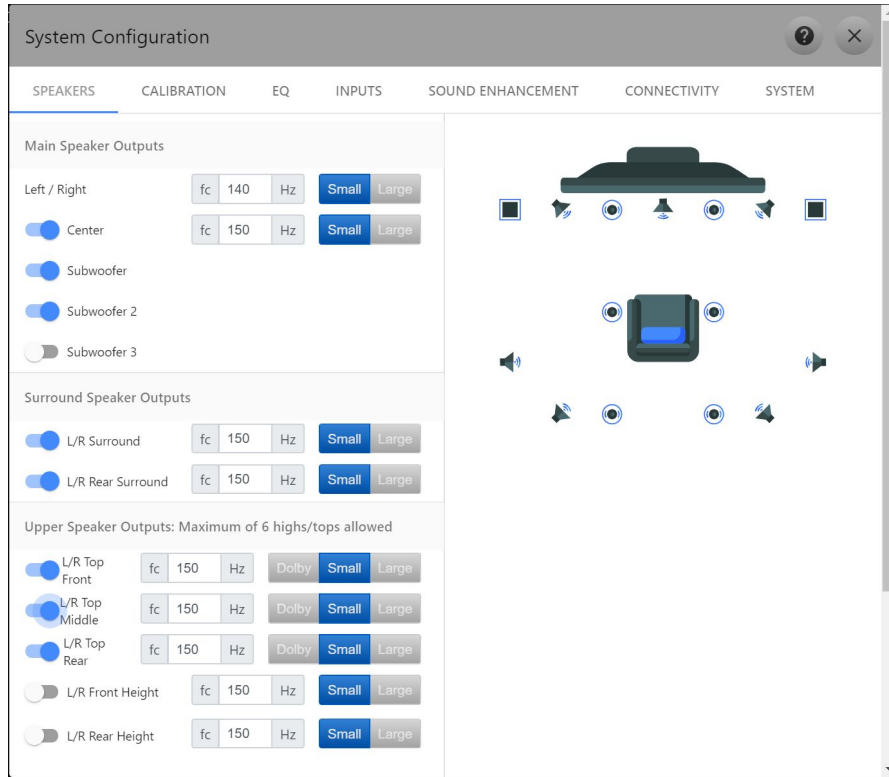 System Configuration
SPEAKERS CALIBRATION EQ INPUTS SOUND ENHANCEMENT CONNECTIVITY SYSTEM
Main Speaker Outputs
Left / Right fc 140 Hz Small Large
Center fc 150 Hz Small Large
Subwoofer
Subwoofer 2
Subwoofer 3
Surround Speaker Outputs
L/R Surround fc 150 Hz Small Large
L/R Rear Surround fc 150 Hz Small Large
Upper Speaker Outputs: Maximum of 6 highs/tops allowed
L/R Top
Front fc 150 Hz Dolby Small Large
L/R Top
Middle fc 150 Hz Dolby Small Large
L/R Top
Rear fc 150 Hz Dolby Small Large
L/R Front Height fc 150 Hz Small Large
L/R Rear Height fc 150 Hz Small Large